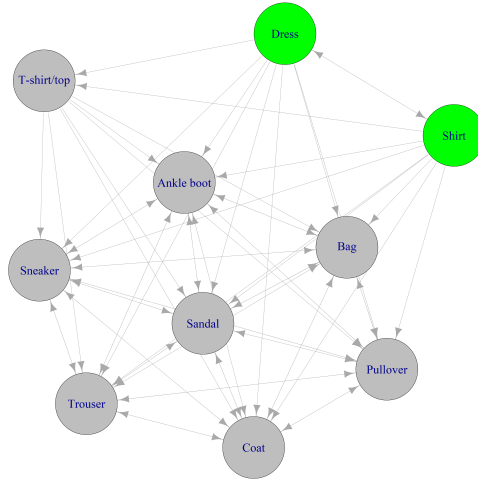 Dress
T-shirt/top
Shirt
Ankle boot
Bag
Sneaker
Sandal
Pullover
Trouser
Coat